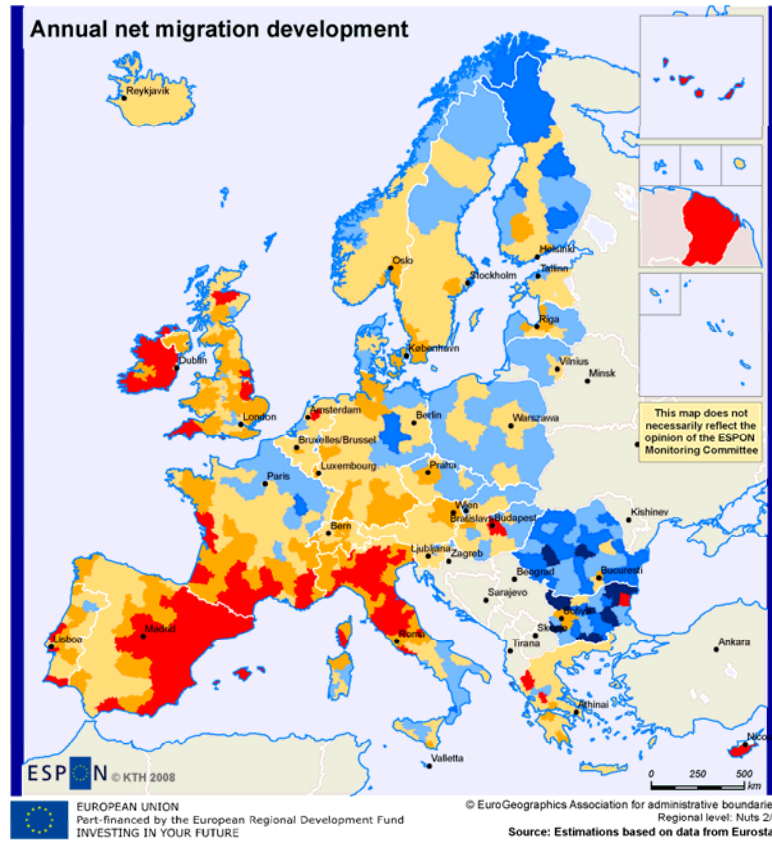 Annual net migration development
Reykjavik
Oslo
Helsinki
Tallinn
Stockholm
Riga
København
Vilnius
Minsk
Dublin
London
Amsterdam
Berlin
Warszawa
Bruxelles/Brussel
Luxembourg
Praha
Paris
Wien
Bratislava
Budapest
Kishinev
Bern
Ljubljana
Zagreb
Beograd
Bucuresti
Sarajevo
Lisboa
Madrid
Roma
Tirana
Ankara
Athinai
Valletta
This map does not
necessarily reflect the
opinion of the ESPON
Monitoring Committee
ESPON © KTH 2008
0 250 500
km
EUROPEAN UNION
Part-financed by the European Regional Development Fund
INVESTING IN YOUR FUTURE
© EuroGeographics Association for administrative boundarie
Regional level: Nuts 2/
Source: Estimations based on data from Eurosta